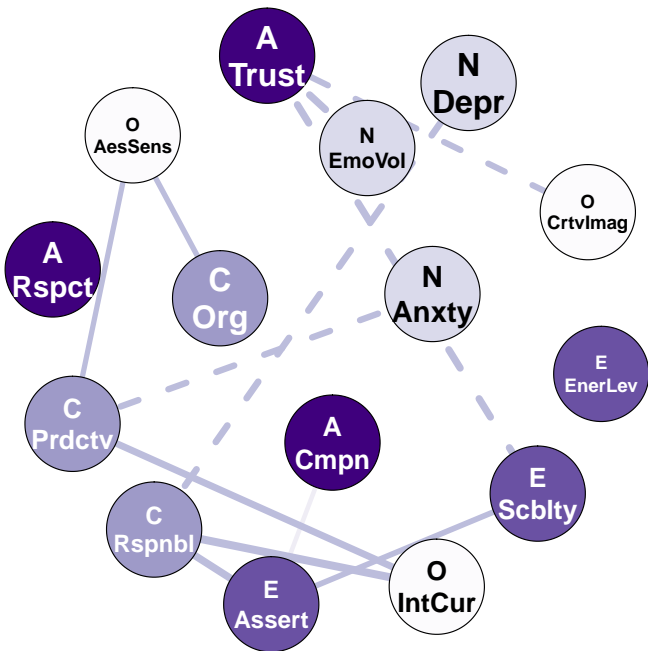 A
Trust
N
Depr
N
EmoVol
O
AesSens
O
CrtvImag
A
Rspct
C
Org
N
Anxty
E
EnerLev
C
Prdctv
A
Cmpn
E
Scblty
C
Rspnbl
O
IntCur
E
Assert